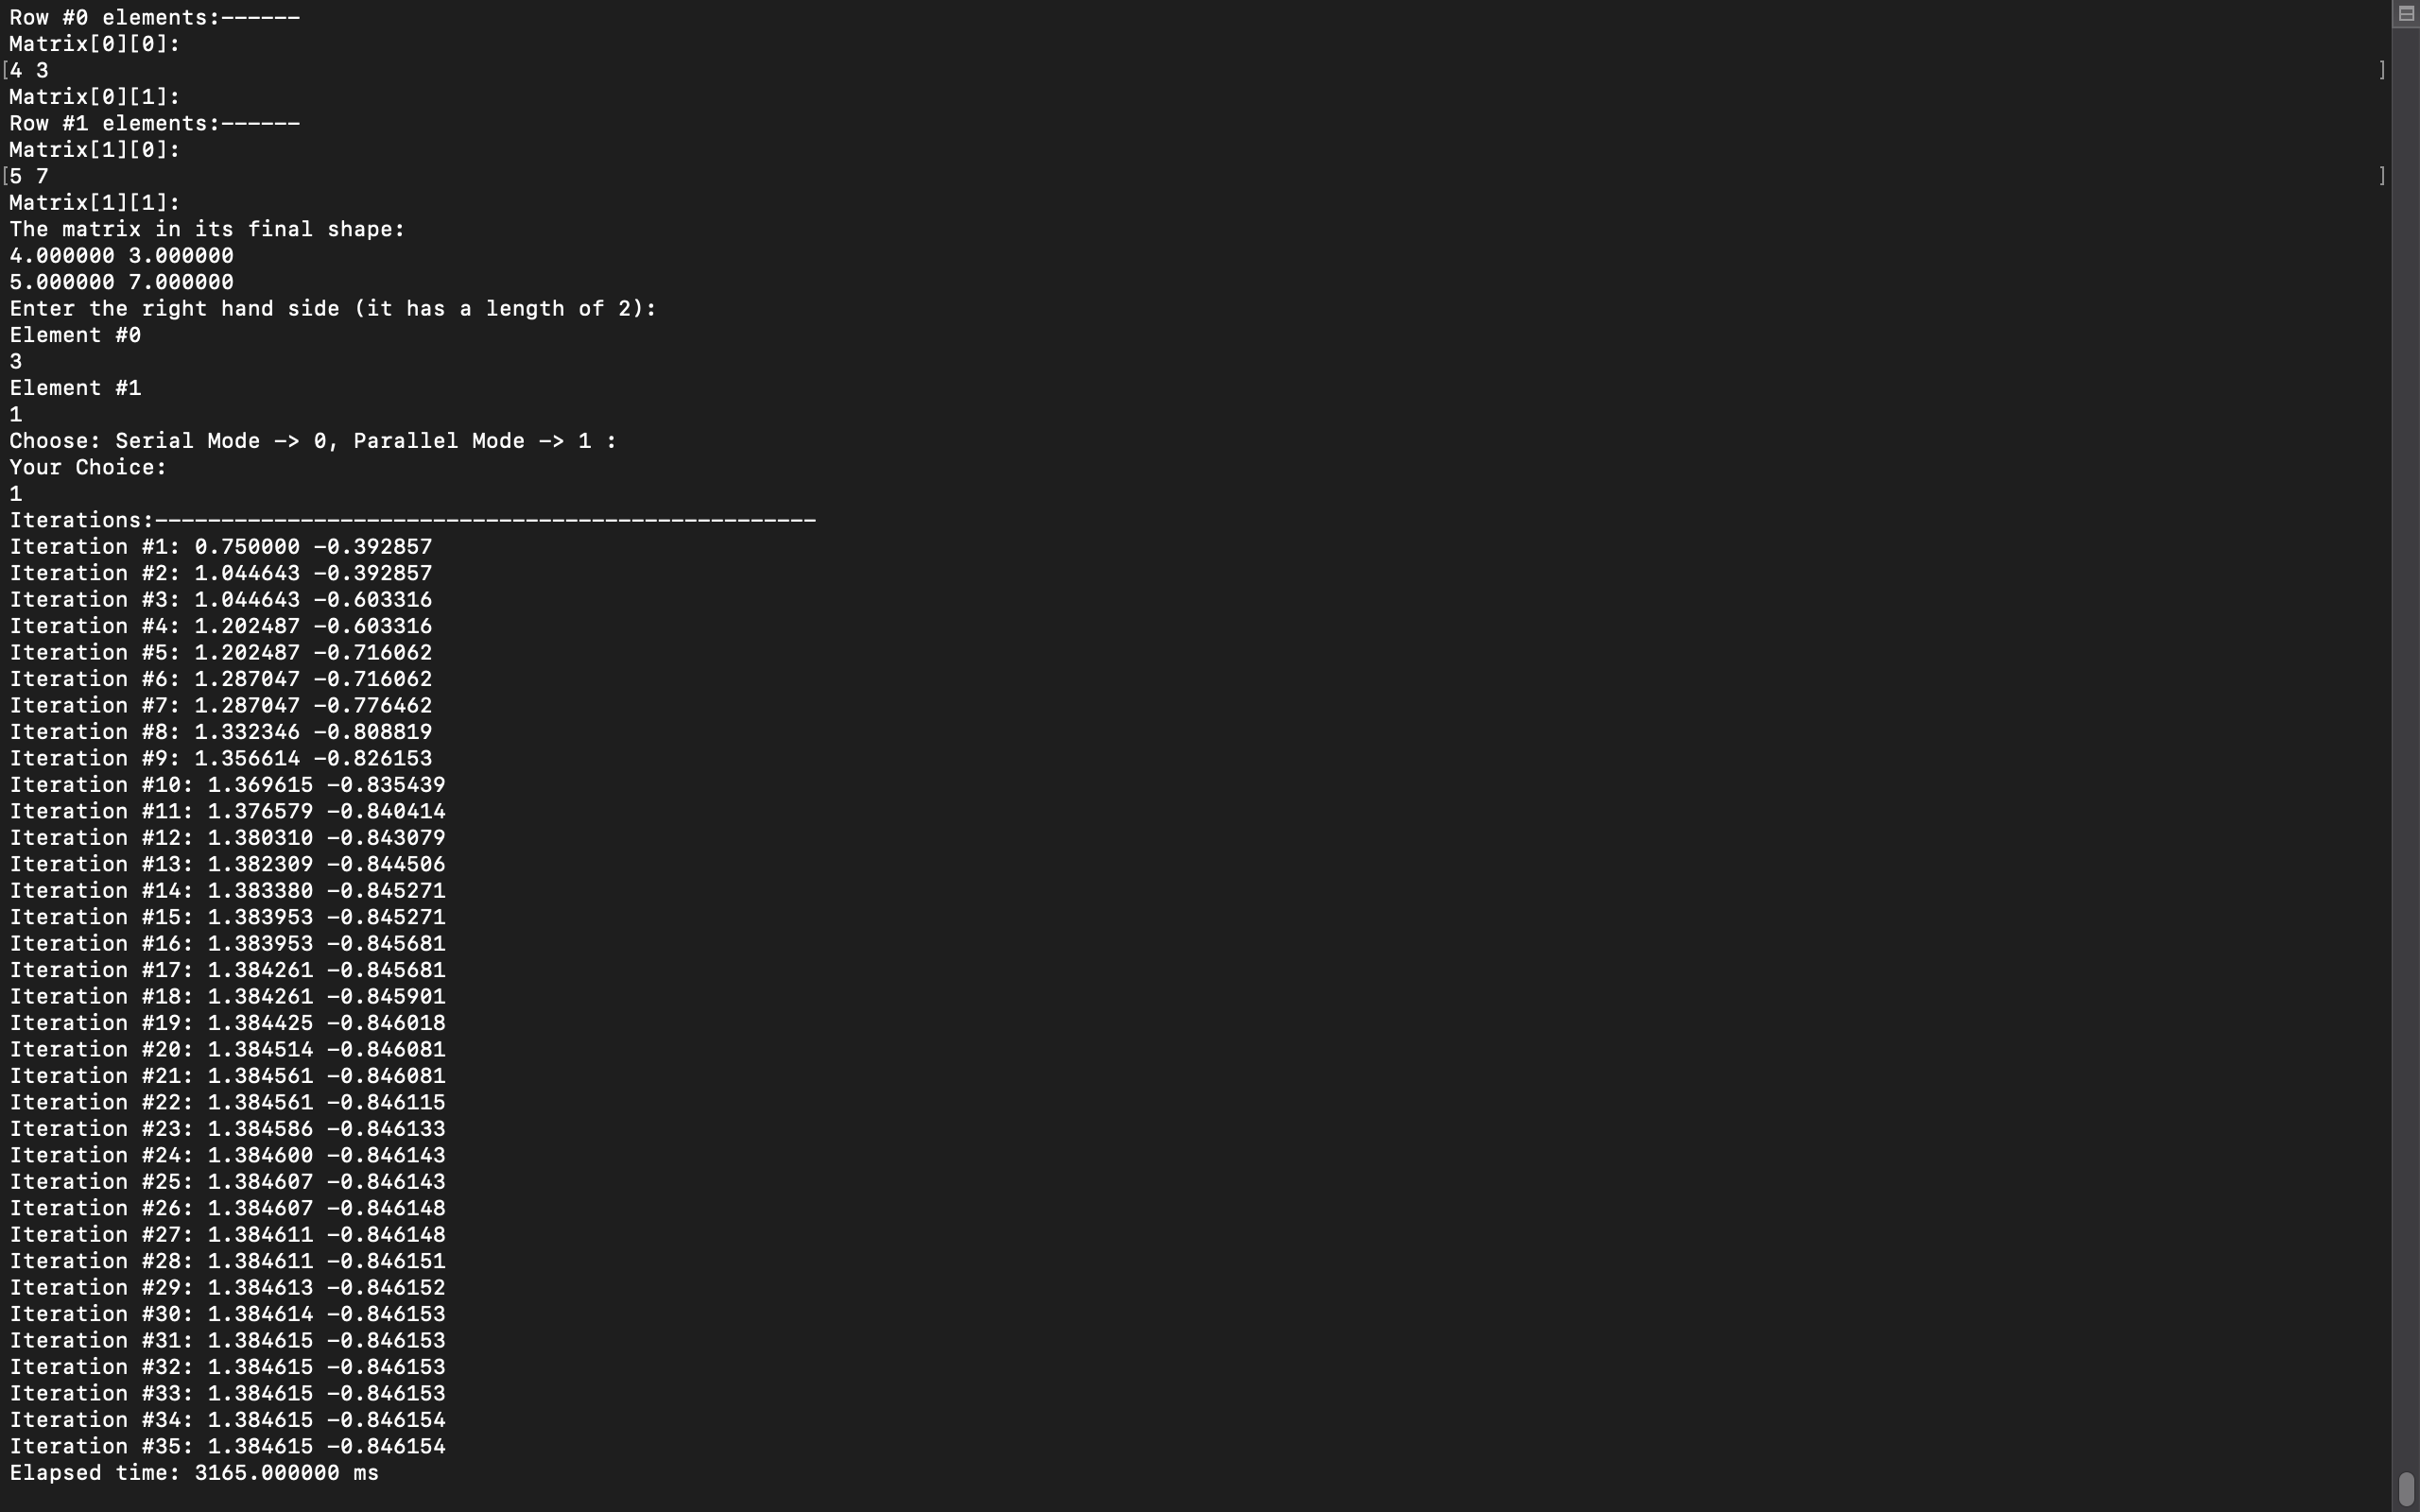 Row #0 elements:------
Matrix[0][0]:
[4 3 ]
Matrix[0][1]:
Row #1 elements:------
Matrix[1][0]:
[5 7 ]
Matrix[1][1]:
The matrix in its final shape:
4.000000 3.000000
5.000000 7.000000
Enter the right hand side (it has a length of 2):
Element #0
3
Element #1
1
Choose: Serial Mode -> 0, Parallel Mode -> 1 :
Your Choice:
1
Iterations:----------------------------------------------------
Iteration #1: 0.750000 -0.392857
Iteration #2: 1.044643 -0.392857
Iteration #3: 1.044643 -0.603316
Iteration #4: 1.202487 -0.603316
Iteration #5: 1.202487 -0.716062
Iteration #6: 1.287047 -0.716062
Iteration #7: 1.287047 -0.776462
Iteration #8: 1.332346 -0.808819
Iteration #9: 1.356614 -0.826153
Iteration #10: 1.369615 -0.835439
Iteration #11: 1.376579 -0.840414
Iteration #12: 1.380310 -0.843079
Iteration #13: 1.382309 -0.844506
Iteration #14: 1.383380 -0.845271
Iteration #15: 1.383953 -0.845271
Iteration #16: 1.383953 -0.845681
Iteration #17: 1.384261 -0.845681
Iteration #18: 1.384261 -0.845901
Iteration #19: 1.384425 -0.846018
Iteration #20: 1.384514 -0.846081
Iteration #21: 1.384561 -0.846081
Iteration #22: 1.384561 -0.846115
Iteration #23: 1.384586 -0.846133
Iteration #24: 1.384600 -0.846143
Iteration #25: 1.384607 -0.846143
Iteration #26: 1.384607 -0.846148
Iteration #27: 1.384611 -0.846148
Iteration #28: 1.384611 -0.846151
Iteration #29: 1.384613 -0.846152
Iteration #30: 1.384614 -0.846153
Iteration #31: 1.384615 -0.846153
Iteration #32: 1.384615 -0.846153
Iteration #33: 1.384615 -0.846153
Iteration #34: 1.384615 -0.846154
Iteration #35: 1.384615 -0.846154
Elapsed time: 3165.000000 ms